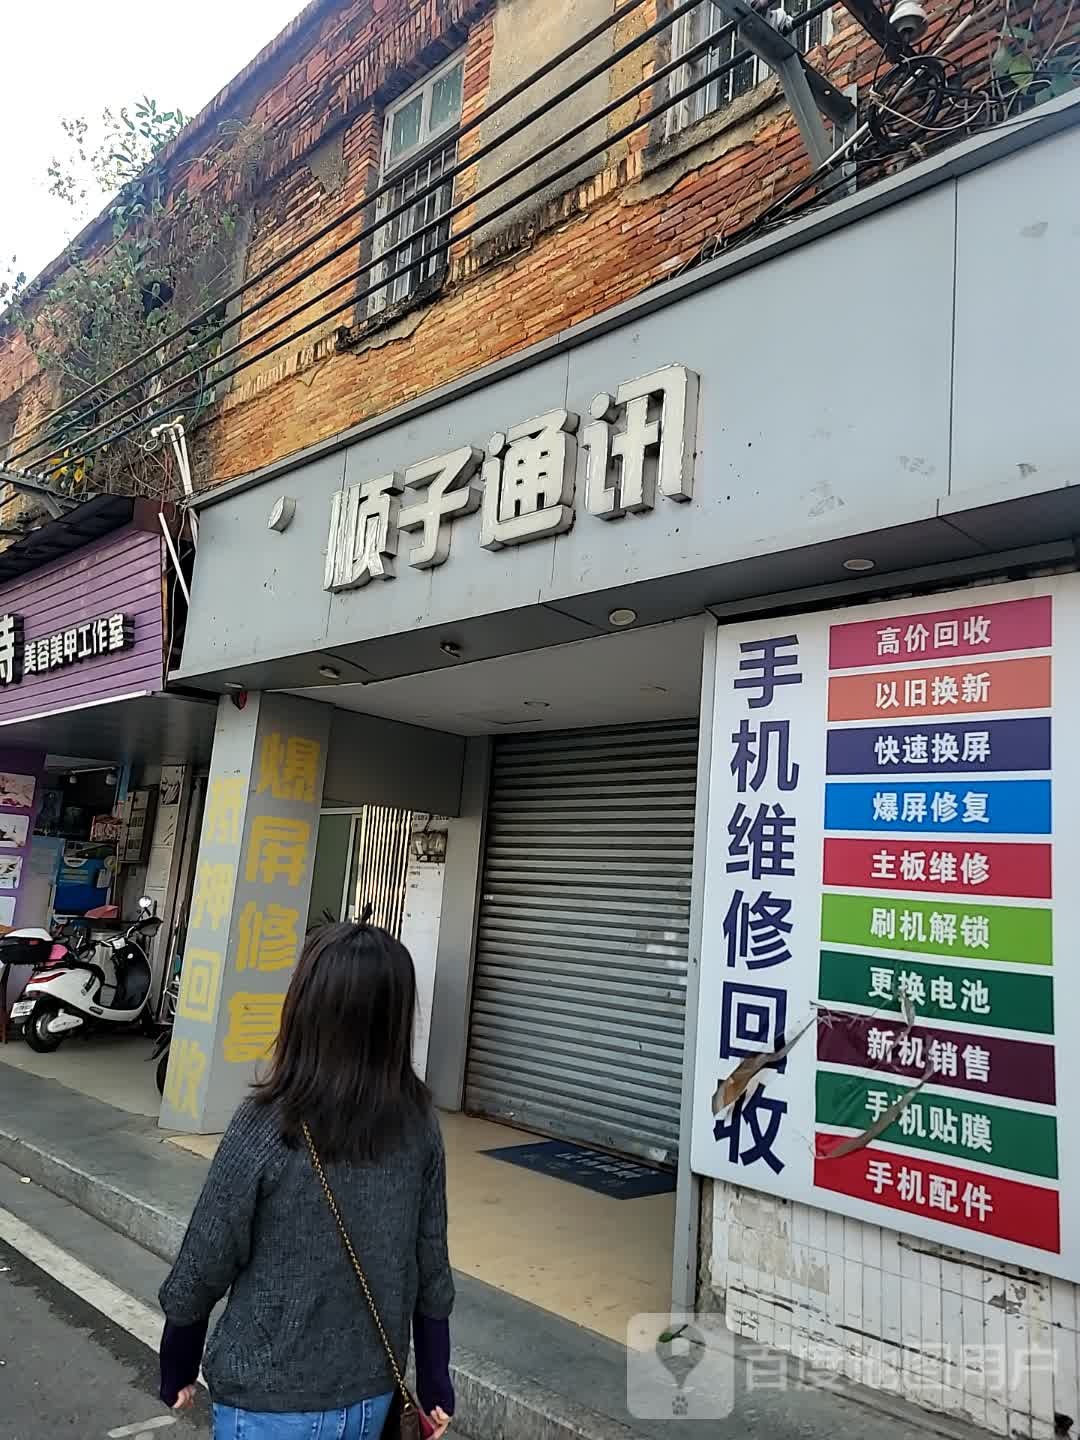 顺子通讯
美容美甲工作室
爆屏修复
抵押回收
手机维修回收
高价回收
以旧换新
快速换屏
爆屏修复
主板维修
刷机解锁
更换电池
新机销售
手机贴膜
手机配件
百度地图用户